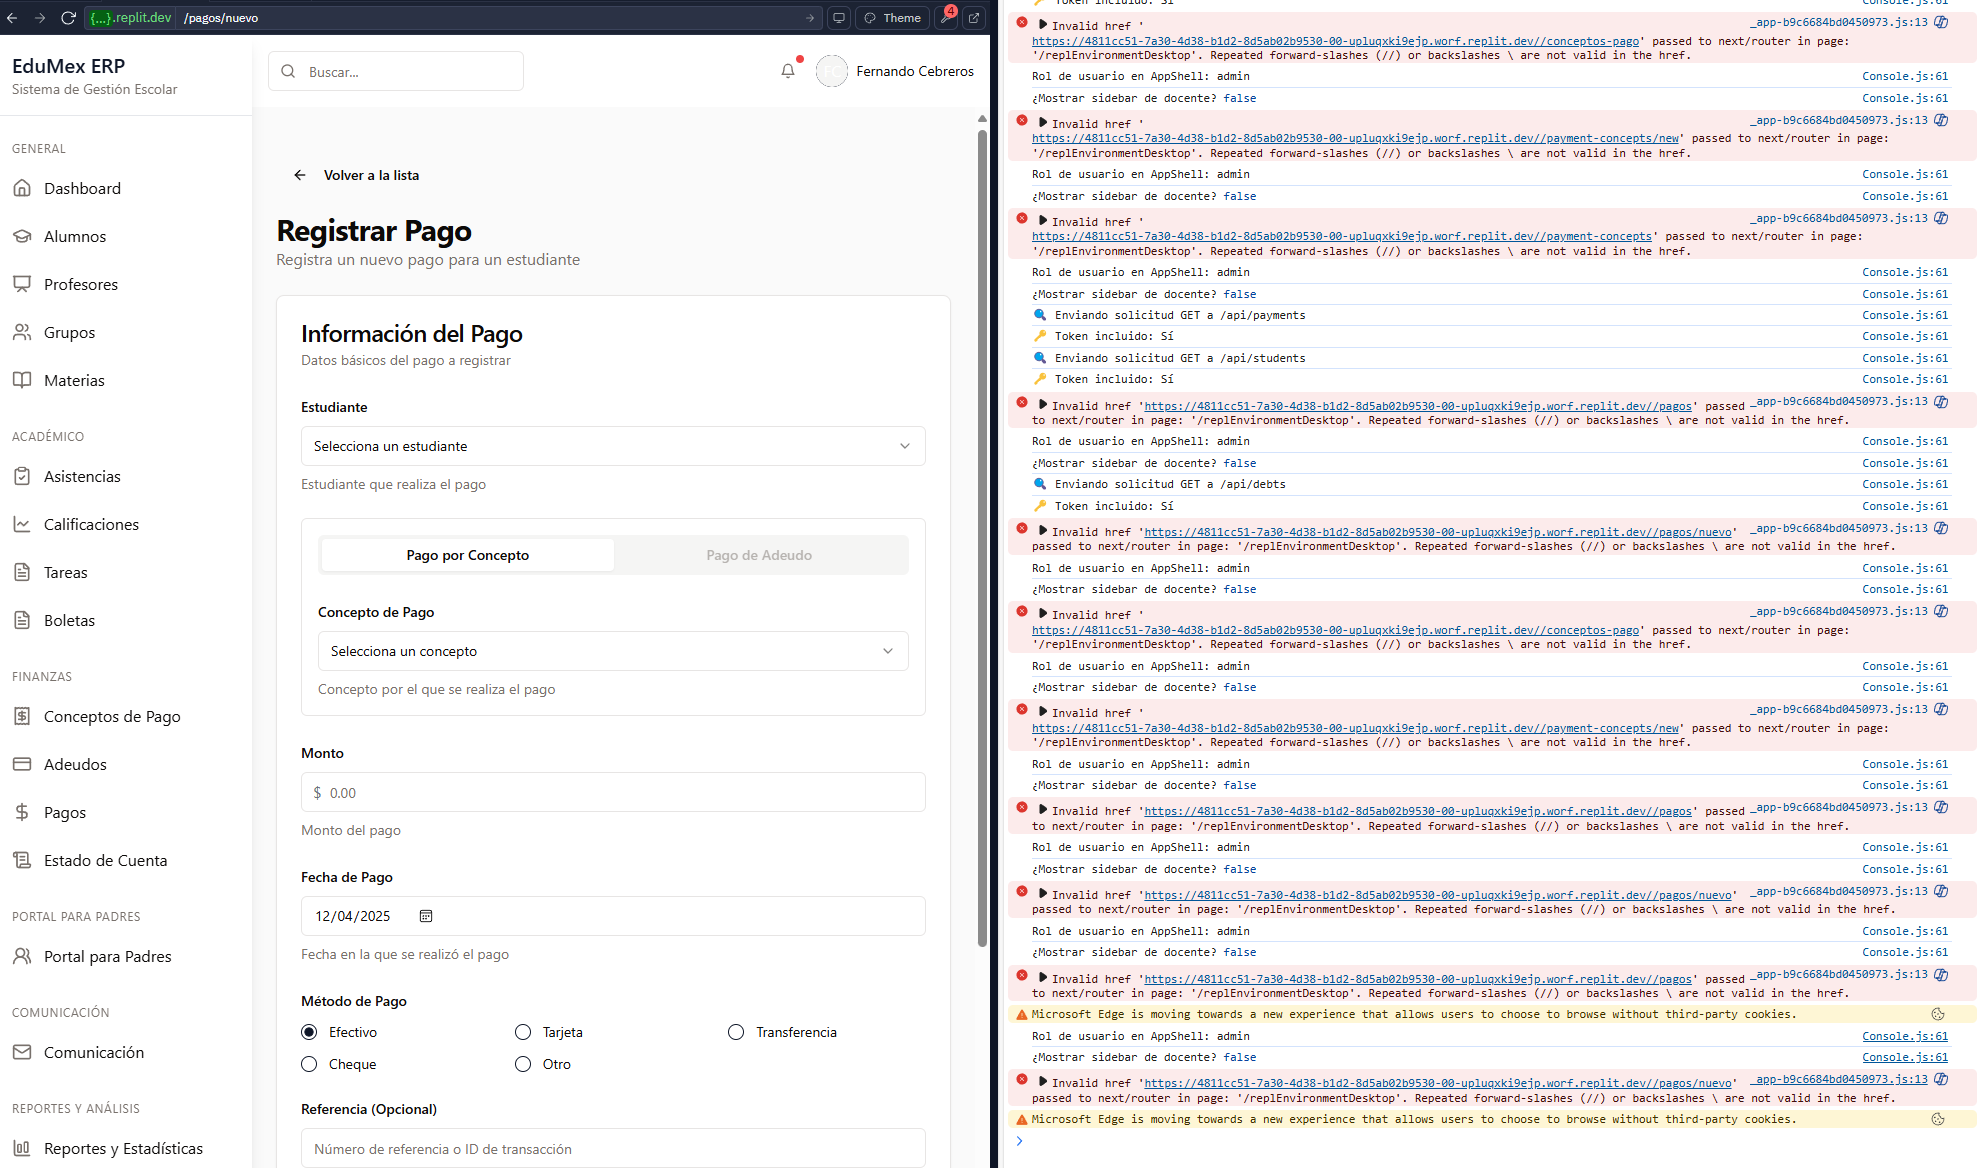 {...}.replit.dev /pagos/nuevo
Theme
4
EduMex ERP
Sistema de Gestión Escolar
GENERAL
Dashboard
Alumnos
Profesores
Grupos
Materias
ACADÉMICO
Asistencias
Calificaciones
Tareas
Boletas
FINANZAS
Conceptos de Pago
Adeudos
Pagos
Estado de Cuenta
PORTAL PARA PADRES
Portal para Padres
COMUNICACIÓN
Comunicación
REPORTES Y ANÁLISIS
Reportes y Estadísticas
Buscar...
Fernando Cebreros
Volver a la lista
Registrar Pago
Registra un nuevo pago para un estudiante
Información del Pago
Datos básicos del pago a registrar
Estudiante
Selecciona un estudiante
Estudiante que realiza el pago
Pago por Concepto
Pago de Adeudo
Concepto de Pago
Selecciona un concepto
Concepto por el que se realiza el pago
Monto
$ 0.00
Monto del pago
Fecha de Pago
12/04/2025
Fecha en la que se realizó el pago
Método de Pago
Efectivo
Tarjeta
Transferencia
Cheque
Otro
Referencia (Opcional)
Número de referencia o ID de transacción
Token incluido: Sí
Invalid href ' _app-b9c6684bd0450973.js:13
https://4811cc51-7a30-4d38-b1d2-8d5ab02b9530-00-upluqxki9ejp.worf.replit.dev//conceptos-pago' passed to next/router in page:
'/replEnvironmentDesktop'. Repeated forward-slashes (//) or backslashes \ are not valid in the href.
Rol de usuario en AppShell: admin Console.js:61
¿Mostrar sidebar de docente? false Console.js:61
Invalid href ' _app-b9c6684bd0450973.js:13
https://4811cc51-7a30-4d38-b1d2-8d5ab02b9530-00-upluqxki9ejp.worf.replit.dev//payment-concepts/new' passed to next/router in page:
'/replEnvironmentDesktop'. Repeated forward-slashes (//) or backslashes \ are not valid in the href.
Rol de usuario en AppShell: admin Console.js:61
¿Mostrar sidebar de docente? false Console.js:61
Invalid href ' _app-b9c6684bd0450973.js:13
https://4811cc51-7a30-4d38-b1d2-8d5ab02b9530-00-upluqxki9ejp.worf.replit.dev//payment-concepts' passed to next/router in page:
'/replEnvironmentDesktop'. Repeated forward-slashes (//) or backslashes \ are not valid in the href.
Rol de usuario en AppShell: admin Console.js:61
¿Mostrar sidebar de docente? false Console.js:61
🔍 Enviando solicitud GET a /api/payments Console.js:61
🔑 Token incluido: Sí Console.js:61
🔍 Enviando solicitud GET a /api/students Console.js:61
🔑 Token incluido: Sí Console.js:61
Invalid href 'https://4811cc51-7a30-4d38-b1d2-8d5ab02b9530-00-upluqxki9ejp.worf.replit.dev//pagos' passed _app-b9c6684bd0450973.js:13
to next/router in page: '/replEnvironmentDesktop'. Repeated forward-slashes (//) or backslashes \ are not valid in the href.
Rol de usuario en AppShell: admin Console.js:61
¿Mostrar sidebar de docente? false Console.js:61
🔍 Enviando solicitud GET a /api/debts Console.js:61
🔑 Token incluido: Sí Console.js:61
Invalid href 'https://4811cc51-7a30-4d38-b1d2-8d5ab02b9530-00-upluqxki9ejp.worf.replit.dev//pagos/nuevo' _app-b9c6684bd0450973.js:13
passed to next/router in page: '/replEnvironmentDesktop'. Repeated forward-slashes (//) or backslashes \ are not valid in the href.
Rol de usuario en AppShell: admin Console.js:61
¿Mostrar sidebar de docente? false Console.js:61
Invalid href ' _app-b9c6684bd0450973.js:13
https://4811cc51-7a30-4d38-b1d2-8d5ab02b9530-00-upluqxki9ejp.worf.replit.dev//conceptos-pago' passed to next/router in page:
'/replEnvironmentDesktop'. Repeated forward-slashes (//) or backslashes \ are not valid in the href.
Rol de usuario en AppShell: admin Console.js:61
¿Mostrar sidebar de docente? false Console.js:61
Invalid href ' _app-b9c6684bd0450973.js:13
https://4811cc51-7a30-4d38-b1d2-8d5ab02b9530-00-upluqxki9ejp.worf.replit.dev//payment-concepts/new' passed to next/router in page:
'/replEnvironmentDesktop'. Repeated forward-slashes (//) or backslashes \ are not valid in the href.
Rol de usuario en AppShell: admin Console.js:61
¿Mostrar sidebar de docente? false Console.js:61
Invalid href 'https://4811cc51-7a30-4d38-b1d2-8d5ab02b9530-00-upluqxki9ejp.worf.replit.dev//pagos' passed _app-b9c6684bd0450973.js:13
to next/router in page: '/replEnvironmentDesktop'. Repeated forward-slashes (//) or backslashes \ are not valid in the href.
Rol de usuario en AppShell: admin Console.js:61
¿Mostrar sidebar de docente? false Console.js:61
Invalid href 'https://4811cc51-7a30-4d38-b1d2-8d5ab02b9530-00-upluqxki9ejp.worf.replit.dev//pagos/nuevo' _app-b9c6684bd0450973.js:13
passed to next/router in page: '/replEnvironmentDesktop'. Repeated forward-slashes (//) or backslashes \ are not valid in the href.
Rol de usuario en AppShell: admin Console.js:61
¿Mostrar sidebar de docente? false Console.js:61
Invalid href 'https://4811cc51-7a30-4d38-b1d2-8d5ab02b9530-00-upluqxki9ejp.worf.replit.dev//pagos' passed _app-b9c6684bd0450973.js:13
to next/router in page: '/replEnvironmentDesktop'. Repeated forward-slashes (//) or backslashes \ are not valid in the href.
Microsoft Edge is moving towards a new experience that allows users to choose to browse without third-party cookies.
Rol de usuario en AppShell: admin Console.js:61
¿Mostrar sidebar de docente? false Console.js:61
Invalid href 'https://4811cc51-7a30-4d38-b1d2-8d5ab02b9530-00-upluqxki9ejp.worf.replit.dev//pagos/nuevo' _app-b9c6684bd0450973.js:13
passed to next/router in page: '/replEnvironmentDesktop'. Repeated forward-slashes (//) or backslashes \ are not valid in the href.
Microsoft Edge is moving towards a new experience that allows users to choose to browse without third-party cookies.